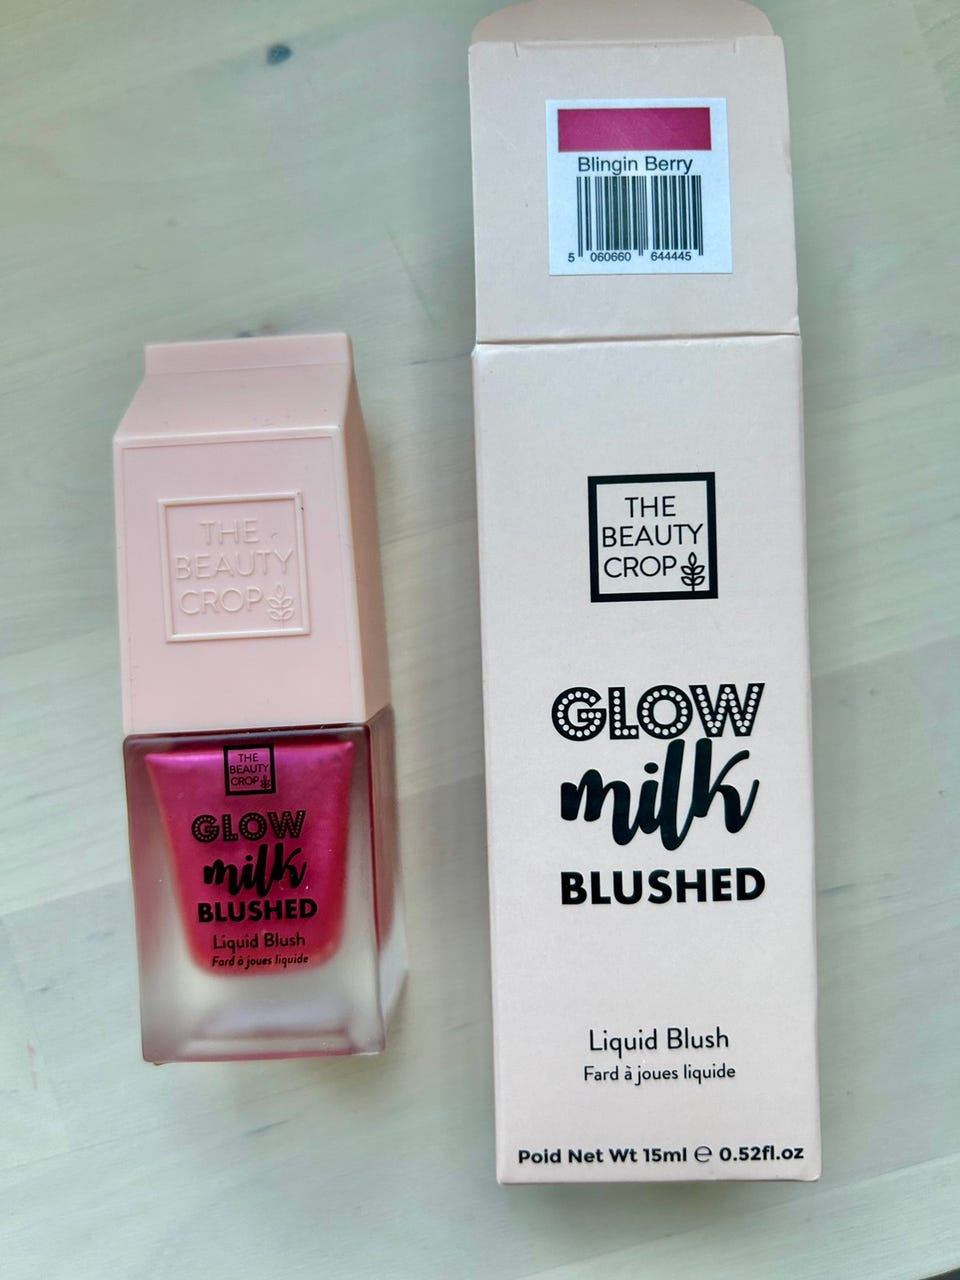 Blingin Berry
5 060660 644445
THE
BEAUTY
CROP
GLOW
milk
BLUSHED
Liquid Blush
Fard à joues liquide
Poid Net Wt 15ml ℮ 0.52fl.oz
THE
BEAUTY
CROP
THE
BEAUTY
CROP
GLOW
milk
BLUSHED
Liquid Blush
Fard à joues liquide